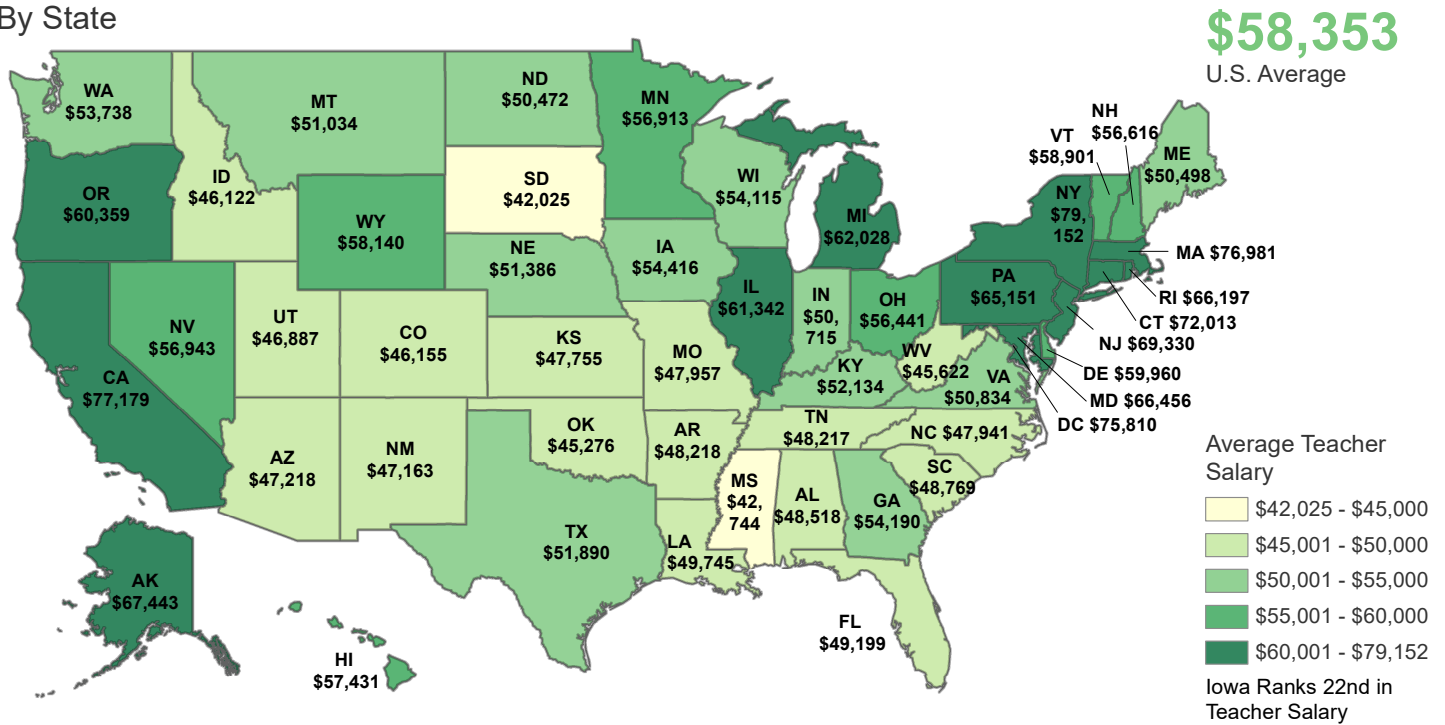 By State
$58,353
U.S. Average
WA
$53,738
MT
$51,034
ND
$50,472
MN
$56,913
NH
$56,616
VT
$58,901
ME
$50,498
OR
$60,359
ID
$46,122
SD
$42,025
WI
$54,115
MI
$62,028
NY
$79,
152
WY
$58,140
NE
$51,386
IA
$54,416
MA $76,981
IL
$61,342
IN
$50,
715
OH
$56,441
PA
$65,151
RI $66,197
CT $72,013
NJ $69,330
DE $59,960
MD $66,456
DC $75,810
NV
$56,943
UT
$46,887
CO
$46,155
KS
$47,755
MO
$47,957
KY
$52,134
WV
$45,622
VA
$50,834
CA
$77,179
AZ
$47,218
NM
$47,163
OK
$45,276
AR
$48,218
TN
$48,217
NC $47,941
SC
$48,769
MS
$42,
744
AL
$48,518
GA
$54,190
TX
$51,890
LA
$49,745
FL
$49,199
AK
$67,443
HI
$57,431
Average Teacher
Salary
$42,025 - $45,000
$45,001 - $50,000
$50,001 - $55,000
$55,001 - $60,000
$60,001 - $79,152
Iowa Ranks 22nd in
Teacher Salary